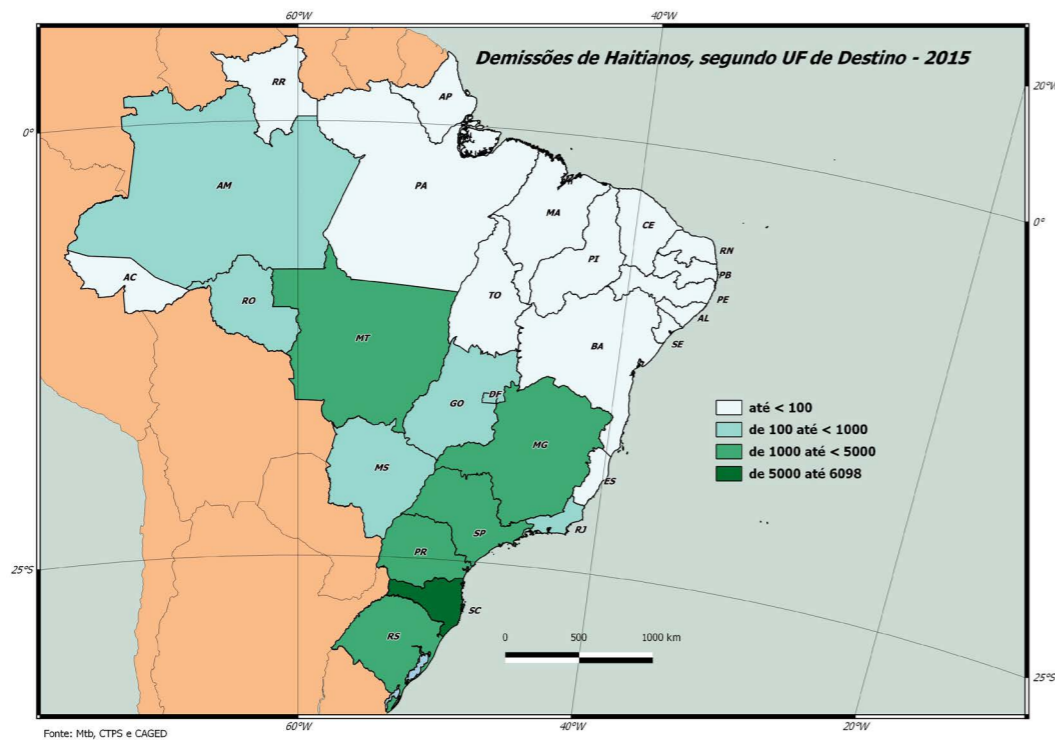 60°W
40°W
Demissões de Haitianos, segundo UF de Destino - 2015
20°W
RR
AP
0°
AM
PA
MA
CE
0°
RN
PI
PB
AC
RO
TO
PE
AL
MT
BA
SE
GO
DF
até < 100
de 100 até < 1000
MG
de 1000 até < 5000
MS
de 5000 até 6098
ES
SP
RJ
PR
25°S
SC
RS
0 500 1000 km
25°S
60°W
40°W
20°W
Fonte: Mtb, CTPS e CAGED